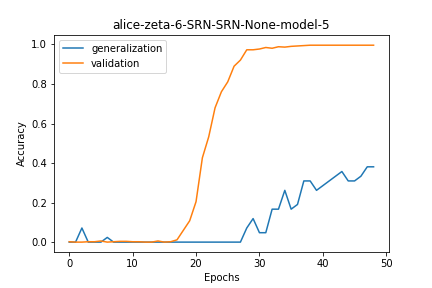 alice-zeta-6-SRN-SRN-None-model-5
generalization
validation
Accuracy
1.0
0.8
0.6
0.4
0.2
0.0
0 10 20 30 40 50
Epochs